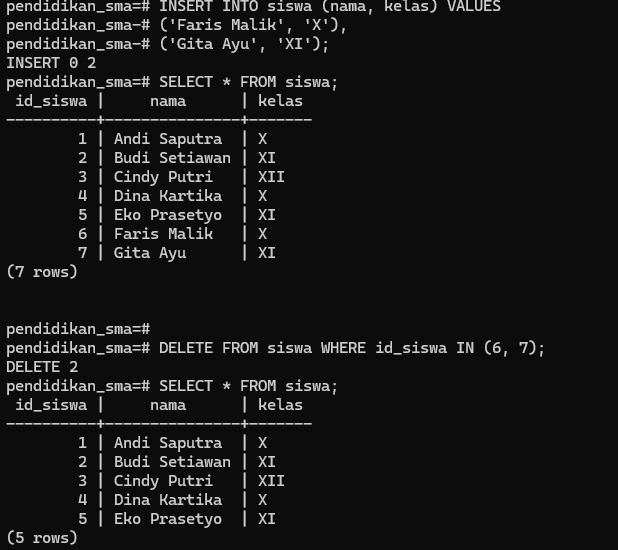 pendidikan_sma=# INSERT INTO siswa (nama, kelas) VALUES
pendidikan_sma-# ('Faris Malik', 'X'),
pendidikan_sma-# ('Gita Ayu', 'XI');
INSERT 0 2
pendidikan_sma=# SELECT * FROM siswa;
 id_siswa |     nama      | kelas
----------+---------------+-------
        1 | Andi Saputra  | X
        2 | Budi Setiawan | XI
        3 | Cindy Putri   | XII
        4 | Dina Kartika  | X
        5 | Eko Prasetyo  | XI
        6 | Faris Malik   | X
        7 | Gita Ayu      | XI
(7 rows)

pendidikan_sma=#
pendidikan_sma=# DELETE FROM siswa WHERE id_siswa IN (6, 7);
DELETE 2
pendidikan_sma=# SELECT * FROM siswa;
 id_siswa |     nama      | kelas
----------+---------------+-------
        1 | Andi Saputra  | X
        2 | Budi Setiawan | XI
        3 | Cindy Putri   | XII
        4 | Dina Kartika  | X
        5 | Eko Prasetyo  | XI
(5 rows)